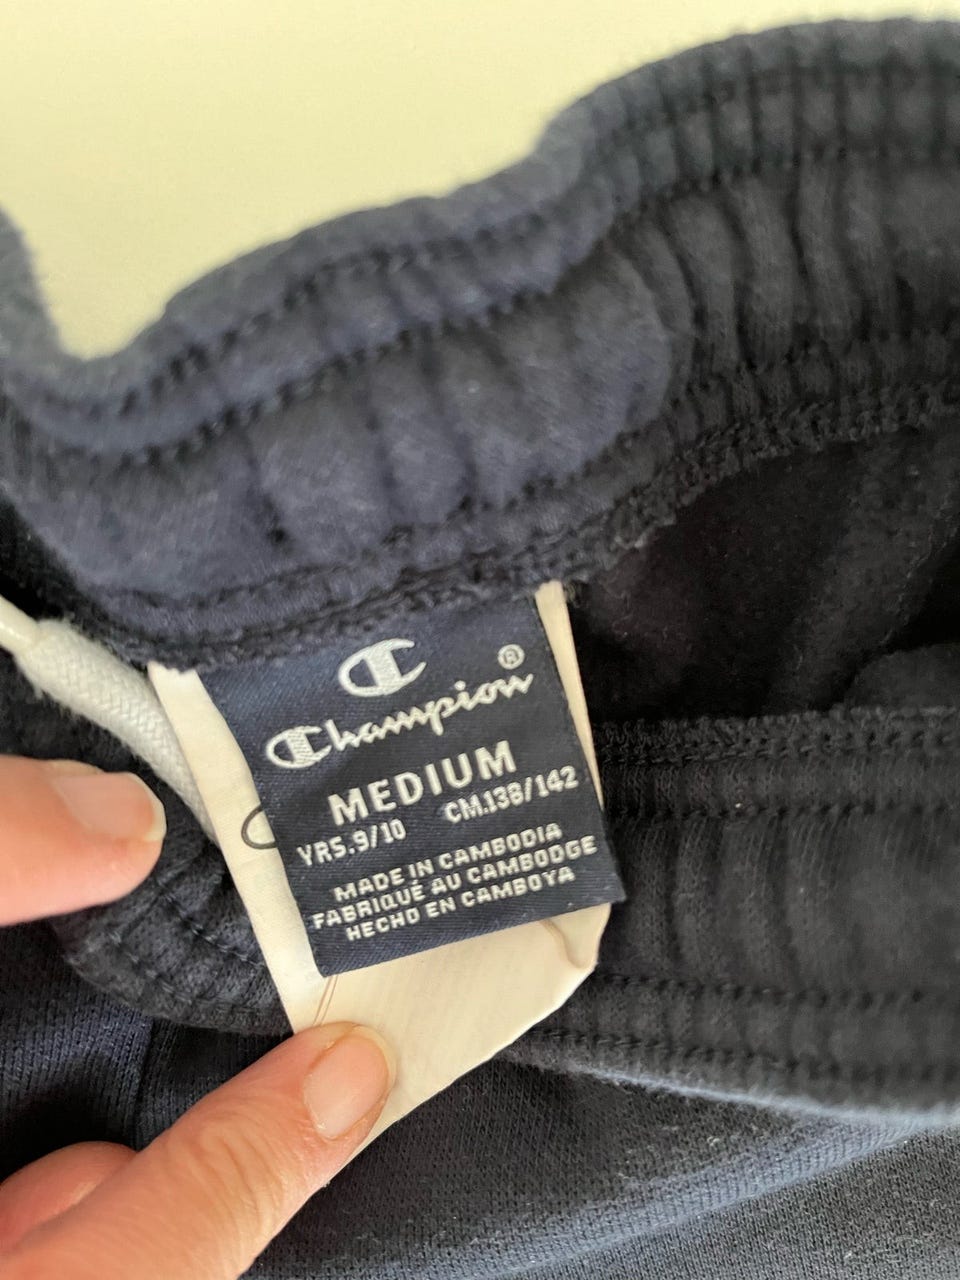 ®
Champion
MEDIUM
YRS.9/10 CM.138/142
MADE IN CAMBODIA
FABRIQUÉ AU CAMBODGE
HECHO EN CAMBOYA